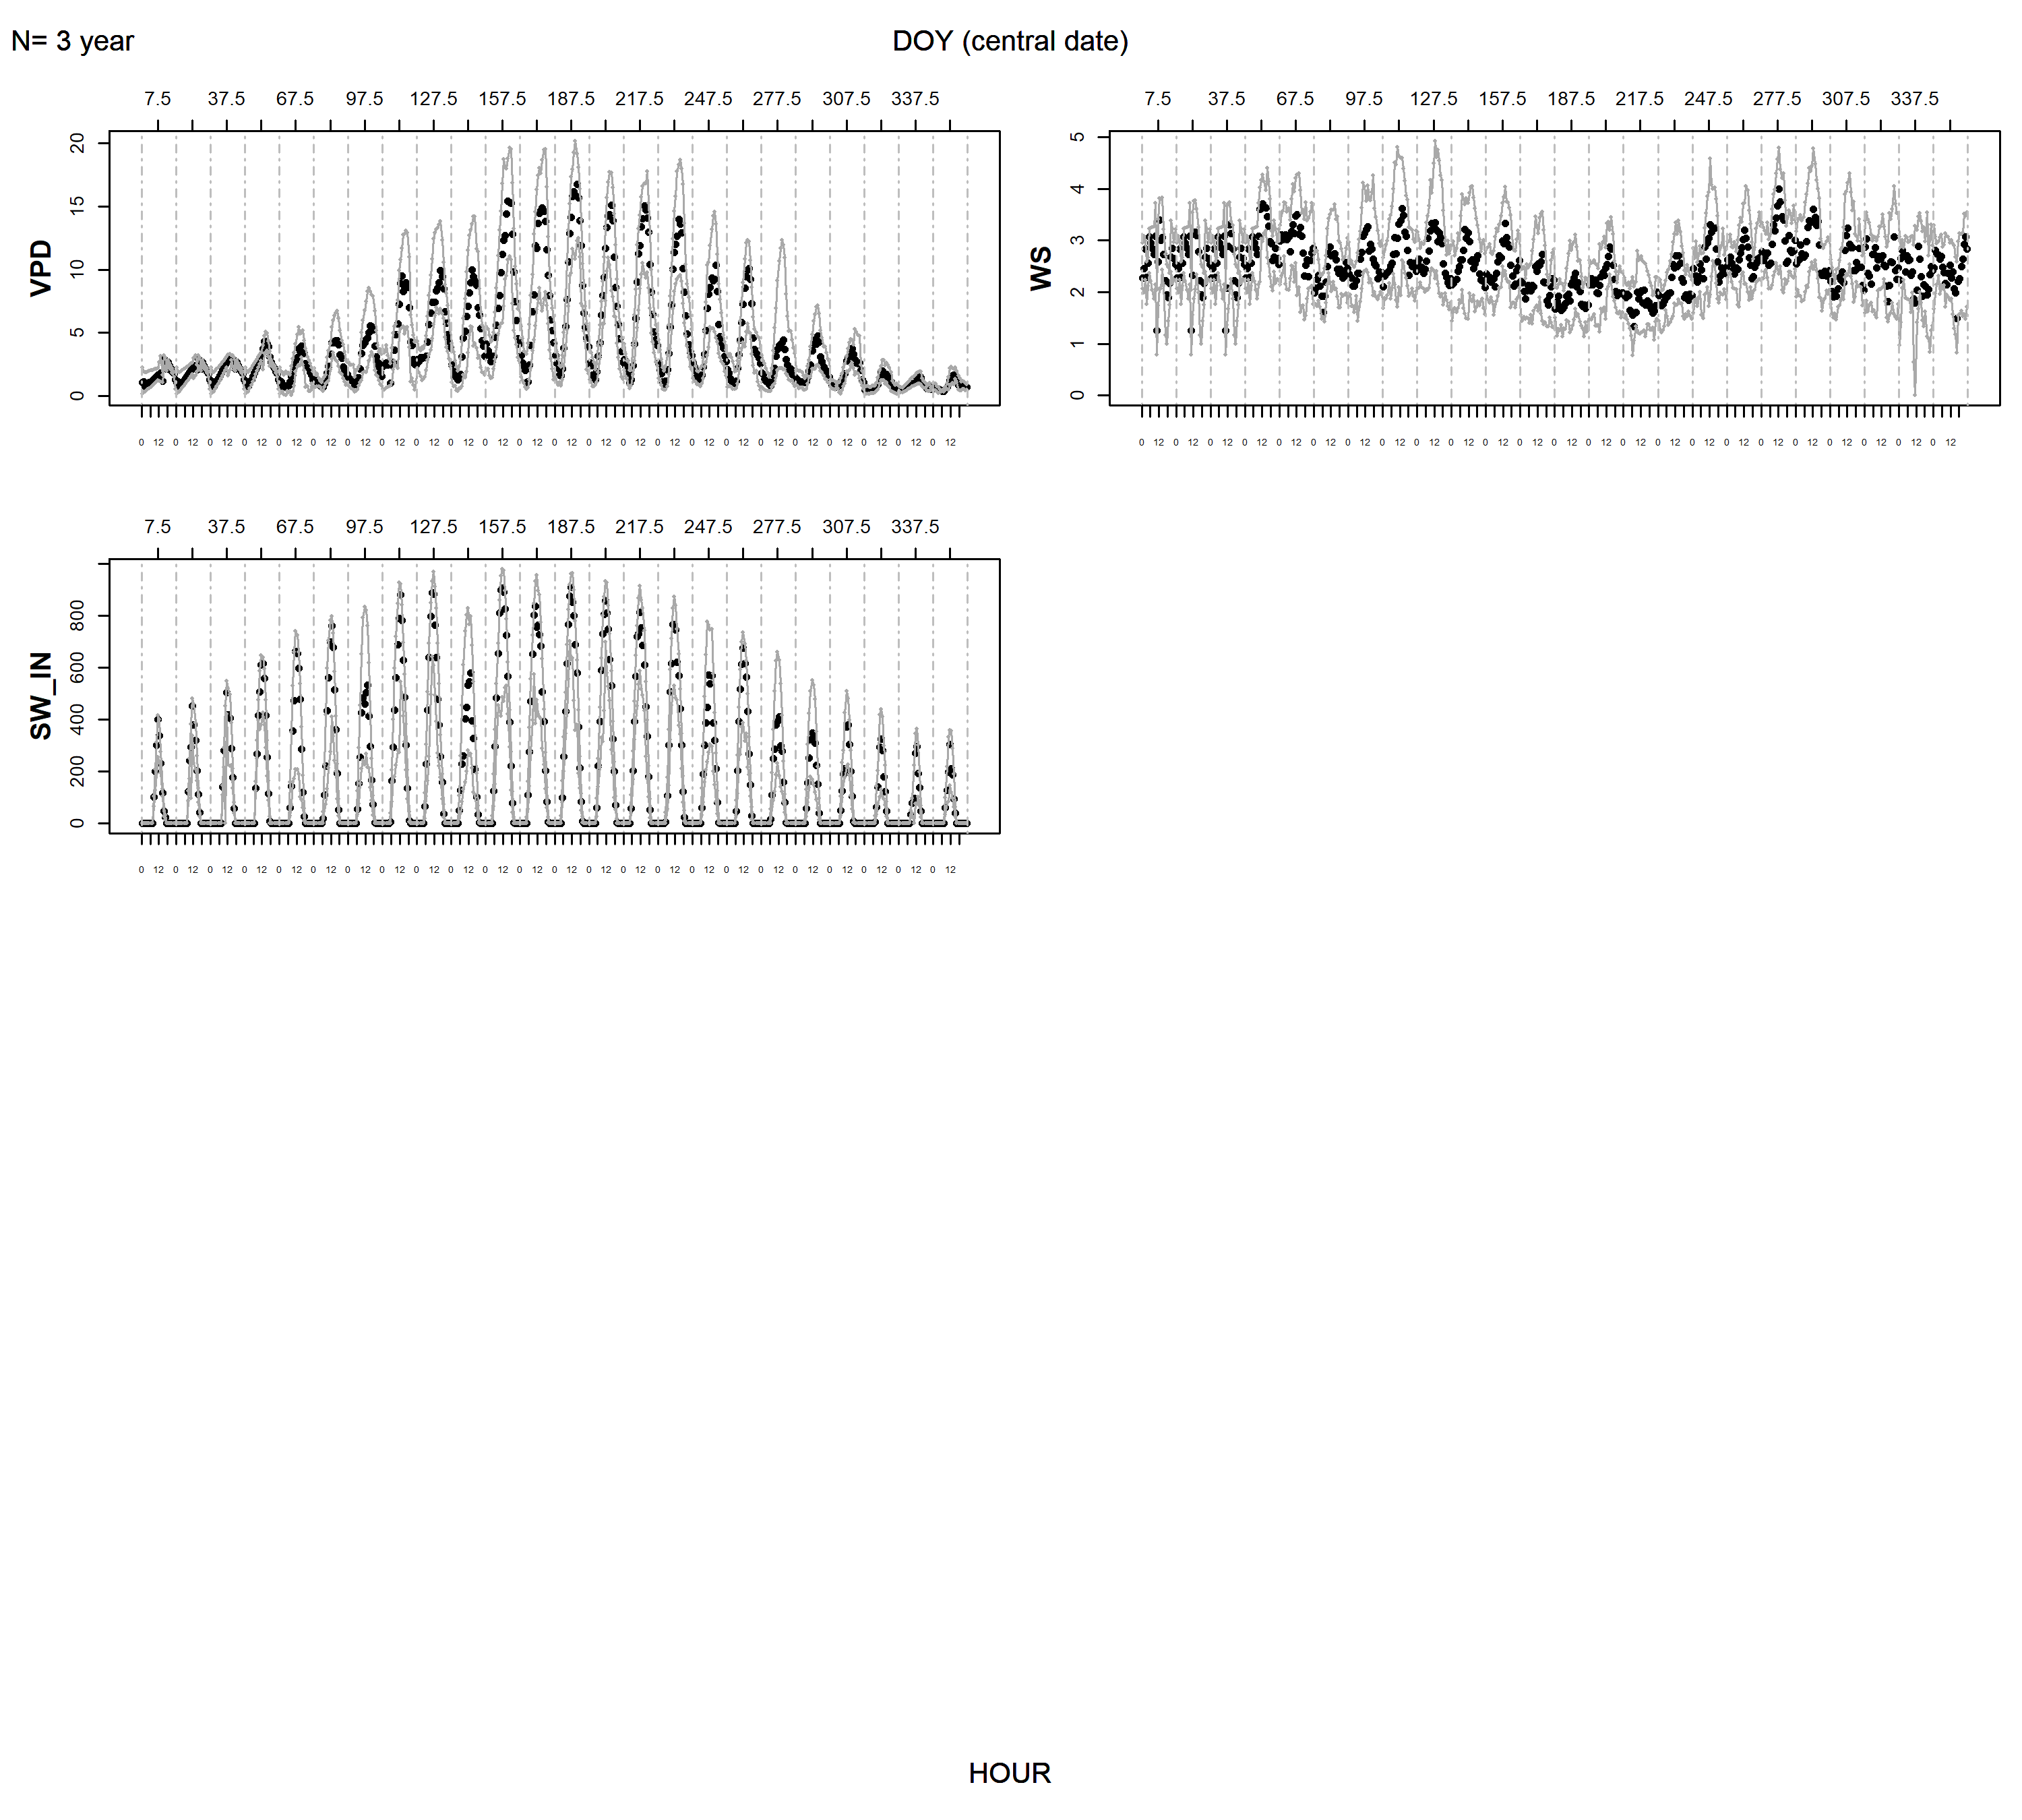 N= 3 year
DOY (central date)
7.5 37.5 67.5 97.5 127.5 157.5 187.5 217.5 247.5 277.5 307.5 337.5
VPD
20
15
10
5
0
0 12 0 12 0 12 0 12 0 12 0 12 0 12 0 12 0 12 0 12 0 12 0 12 0 12 0 12 0 12 0 12 0 12 0 12 0 12 0 12 0 12 0 12 0 12 0 12
7.5 37.5 67.5 97.5 127.5 157.5 187.5 217.5 247.5 277.5 307.5 337.5
WS
5
4
3
2
1
0
0 12 0 12 0 12 0 12 0 12 0 12 0 12 0 12 0 12 0 12 0 12 0 12 0 12 0 12 0 12 0 12 0 12 0 12 0 12 0 12 0 12 0 12 0 12 0 12
7.5 37.5 67.5 97.5 127.5 157.5 187.5 217.5 247.5 277.5 307.5 337.5
SW_IN
800
600
400
200
0
0 12 0 12 0 12 0 12 0 12 0 12 0 12 0 12 0 12 0 12 0 12 0 12 0 12 0 12 0 12 0 12 0 12 0 12 0 12 0 12 0 12 0 12 0 12 0 12
HOUR